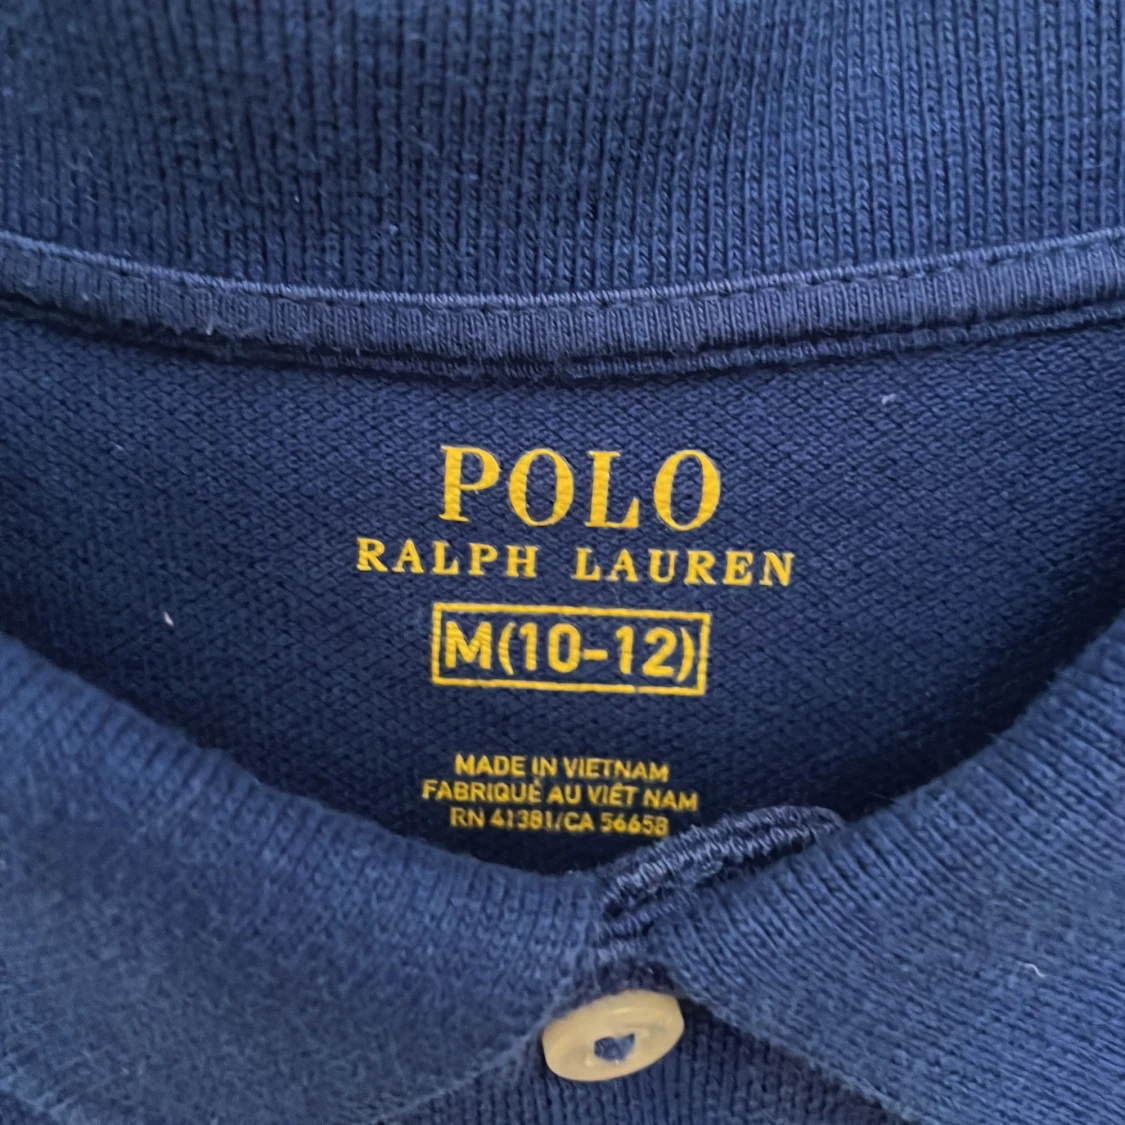 POLO
RALPH LAUREN
M(10-12)
MADE IN VIETNAM
FABRIQUÉ AU VIÊT NAM
RN 41381/CA 56658